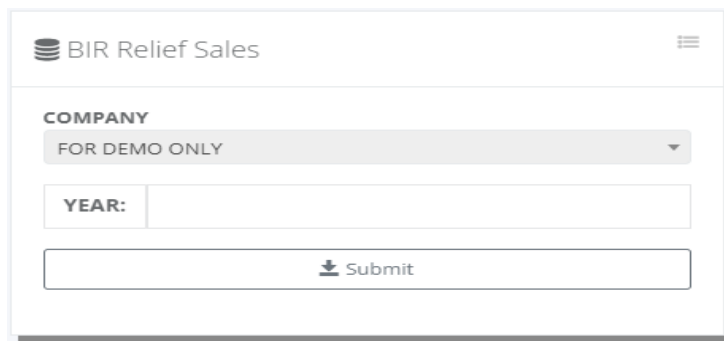 BIR Relief Sales
COMPANY
FOR DEMO ONLY
YEAR:
Submit